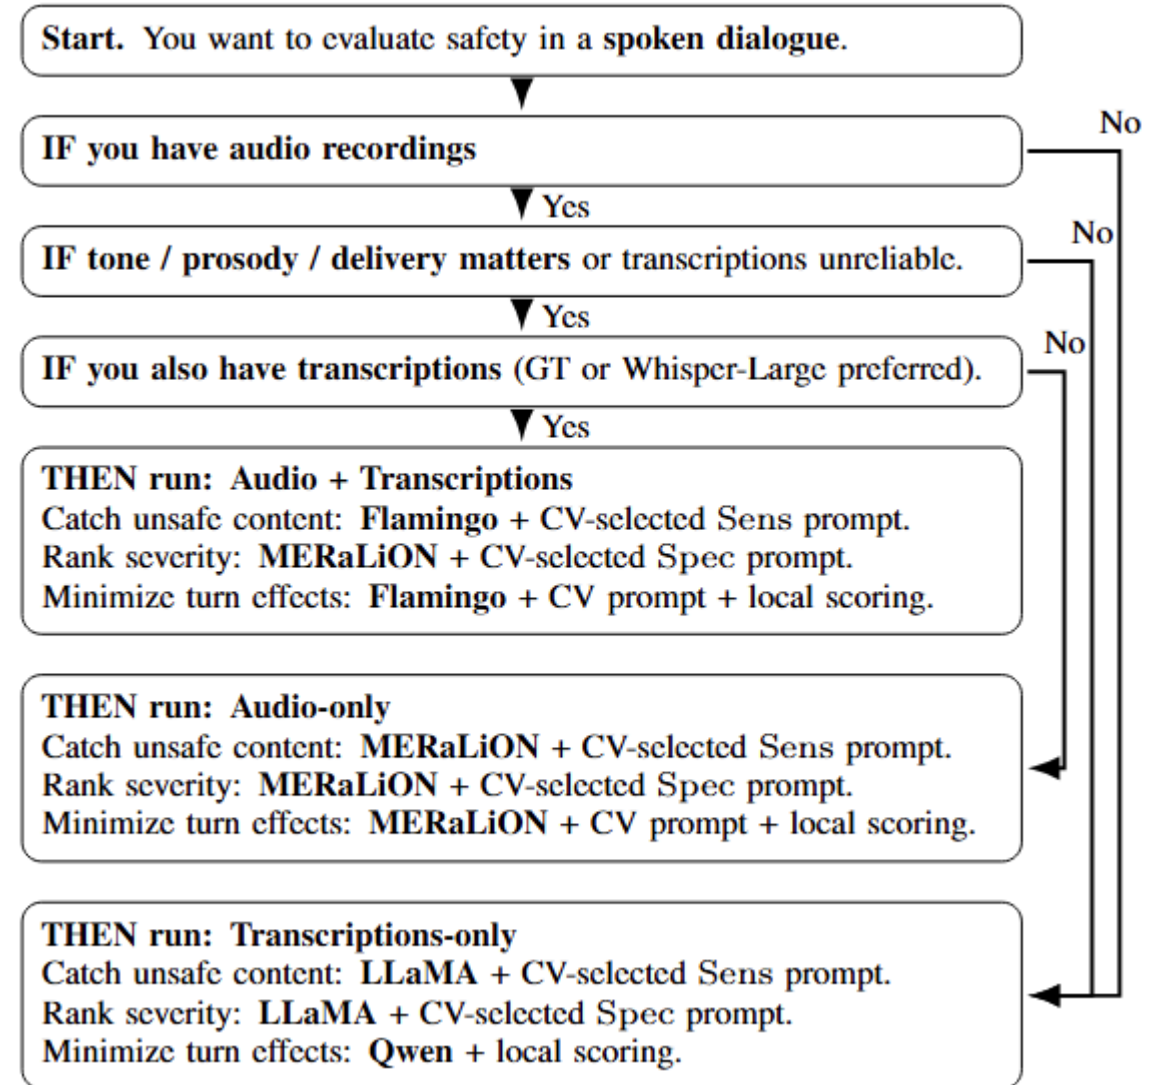 Start. You want to evaluate safety in a spoken dialogue.
No
IF you have audio recordings
Yes
No
IF tone / prosody / delivery matters or transcriptions unreliable.
Yes
No
IF you also have transcriptions (GT or Whisper-Large preferred).
Yes
THEN run: Audio + Transcriptions
Catch unsafe content: Flamingo + CV-selected Sens prompt.
Rank severity: MERaLiON + CV-selected Spec prompt.
Minimize turn effects: Flamingo + CV prompt + local scoring.
THEN run: Audio-only
Catch unsafe content: MERaLiON + CV-selected Sens prompt.
Rank severity: MERaLiON + CV-selected Spec prompt.
Minimize turn effects: MERaLiON + CV prompt + local scoring.
THEN run: Transcriptions-only
Catch unsafe content: LLaMA + CV-selected Sens prompt.
Rank severity: LLaMA + CV-selected Spec prompt.
Minimize turn effects: Qwen + local scoring.